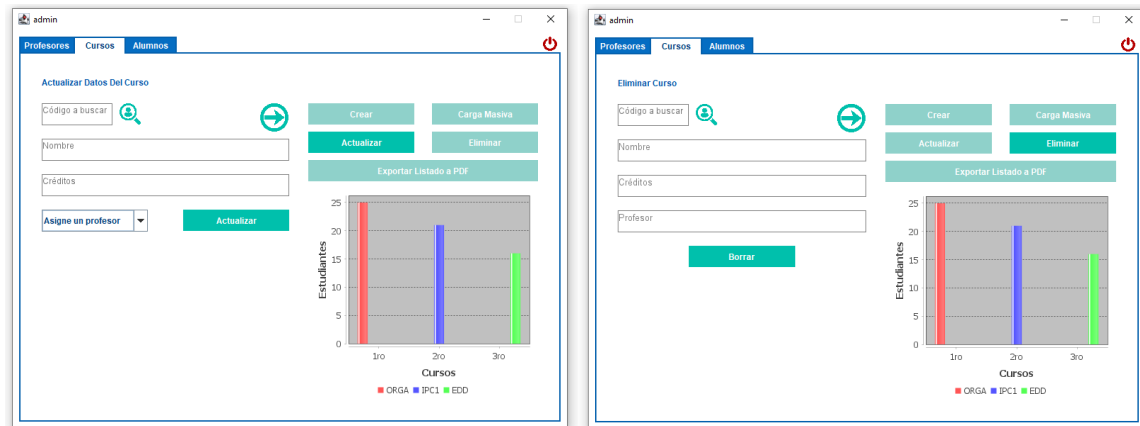 admin
Profesores Cursos Alumnos
Actualizar Datos Del Curso
Código a buscar
Crear Carga Masiva
Nombre
Actualizar Eliminar
Exportar Listado a PDF
Créditos
Asigne un profesor Actualizar
25
20
15
10
5
0
Estudiantes
1ro 2ro 3ro
Cursos
ORGA IPC1 EDD
admin
Profesores Cursos Alumnos
Eliminar Curso
Código a buscar
Crear Carga Masiva
Nombre
Actualizar Eliminar
Exportar Listado a PDF
Créditos
Profesor
Borrar
25
20
15
10
5
0
Estudiantes
1ro 2ro 3ro
Cursos
ORGA IPC1 EDD